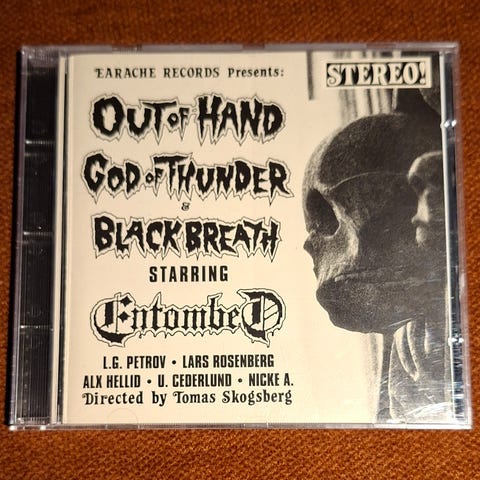 EARACHE RECORDS Presents:
STEREO!
OUT OF HAND
GOD OF THUNDER
&
BLACK BREATH
STARRING
Entombed
L.G. PETROV • LARS ROSENBERG
ALX HELLID • U. CEDERLUND • NICKE A.
Directed by Tomas Skogsberg